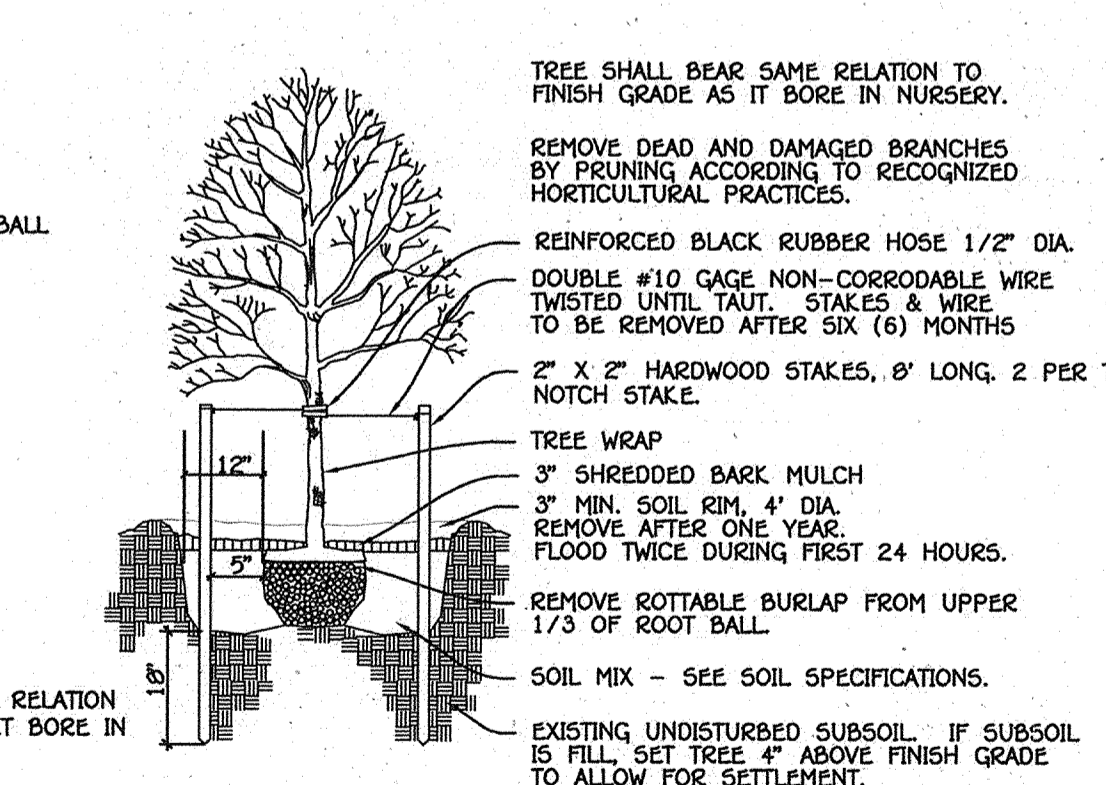 TREE SHALL BEAR SAME RELATION TO
FINISH GRADE AS IT BORE IN NURSERY.
REMOVE DEAD AND DAMAGED BRANCHES
BY PRUNING ACCORDING TO RECOGNIZED
HORTICULTURAL PRACTICES.
BALL
REINFORCED BLACK RUBBER HOSE 1/2" DIA.
DOUBLE #10 GAGE NON-CORRODABLE WIRE
TWISTED UNTIL TAUT. STAKES & WIRE
TO BE REMOVED AFTER SIX (6) MONTHS
2" X 2" HARDWOOD STAKES, 8' LONG. 2 PER
NOTCH STAKE.
TREE WRAP
12"
3" SHREDDED BARK MULCH
3" MIN. SOIL RIM, 4' DIA.
REMOVE AFTER ONE YEAR.
FLOOD TWICE DURING FIRST 24 HOURS.
5"
REMOVE ROTTABLE BURLAP FROM UPPER
1/3 OF ROOT BALL.
18"
SOIL MIX - SEE SOIL SPECIFICATIONS.
RELATION
BORE IN
EXISTING UNDISTURBED SUBSOIL. IF SUBSOIL
IS FILL, SET TREE 4" ABOVE FINISH GRADE
TO ALLOW FOR SETTLEMENT.